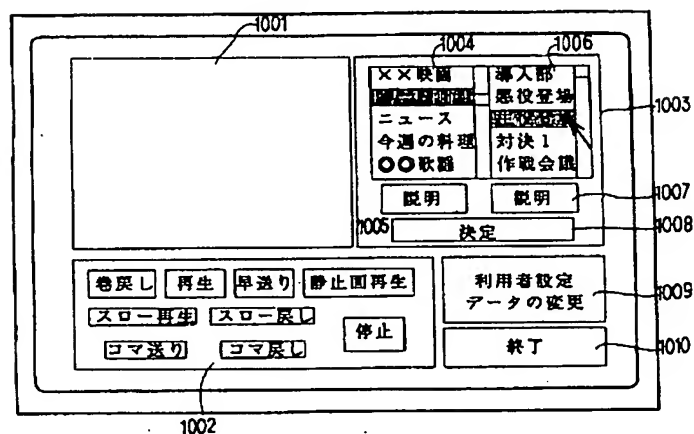 1001
1004
1006
××映画
導入部
悪役登場
1003
ニュース
今週の料理
対決1
○○歌謡
作戦会議
説明
説明
1007
1005
決定
1008
巻戻し
再生
早送り
静止画再生
スロー再生
スロー戻し
停止
コマ送り
コマ戻し
利用者設定
データの変更
1009
終了
1010
1002